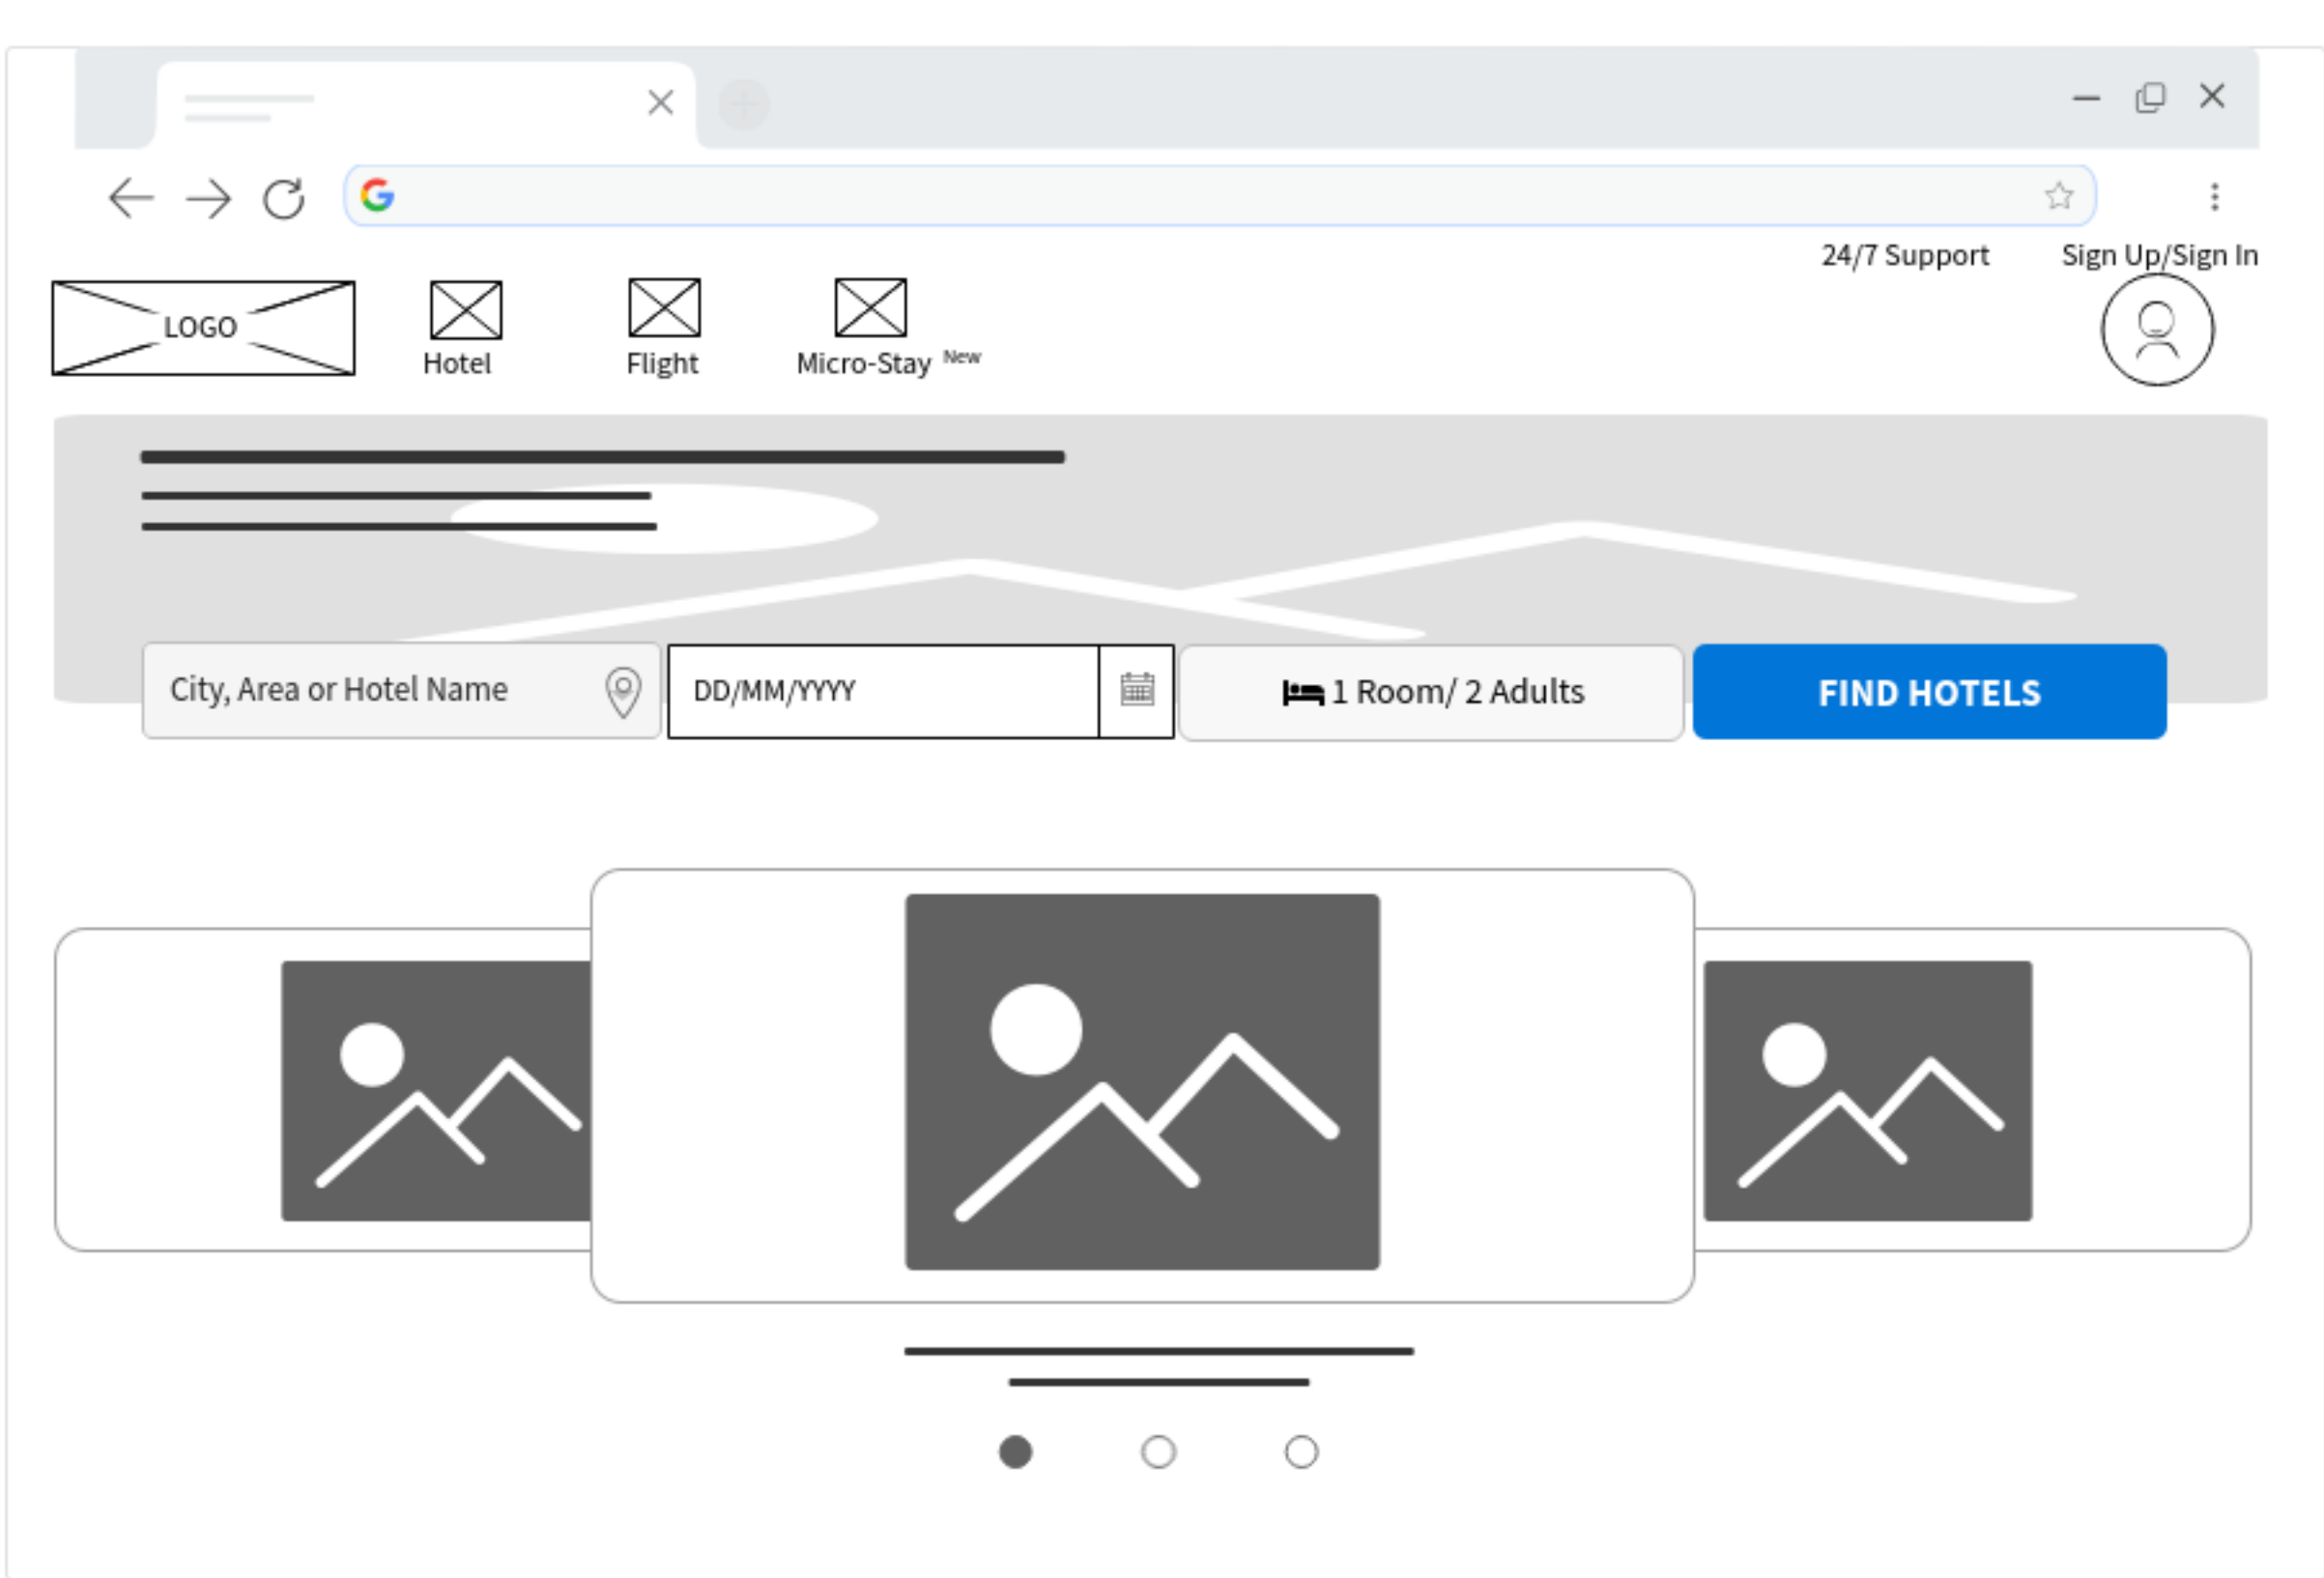 24/7 Support
Sign Up/Sign In
LOGO
Hotel
Flight
Micro-Stay New
City, Area or Hotel Name
DD/MM/YYYY
1 Room/ 2 Adults
FIND HOTELS